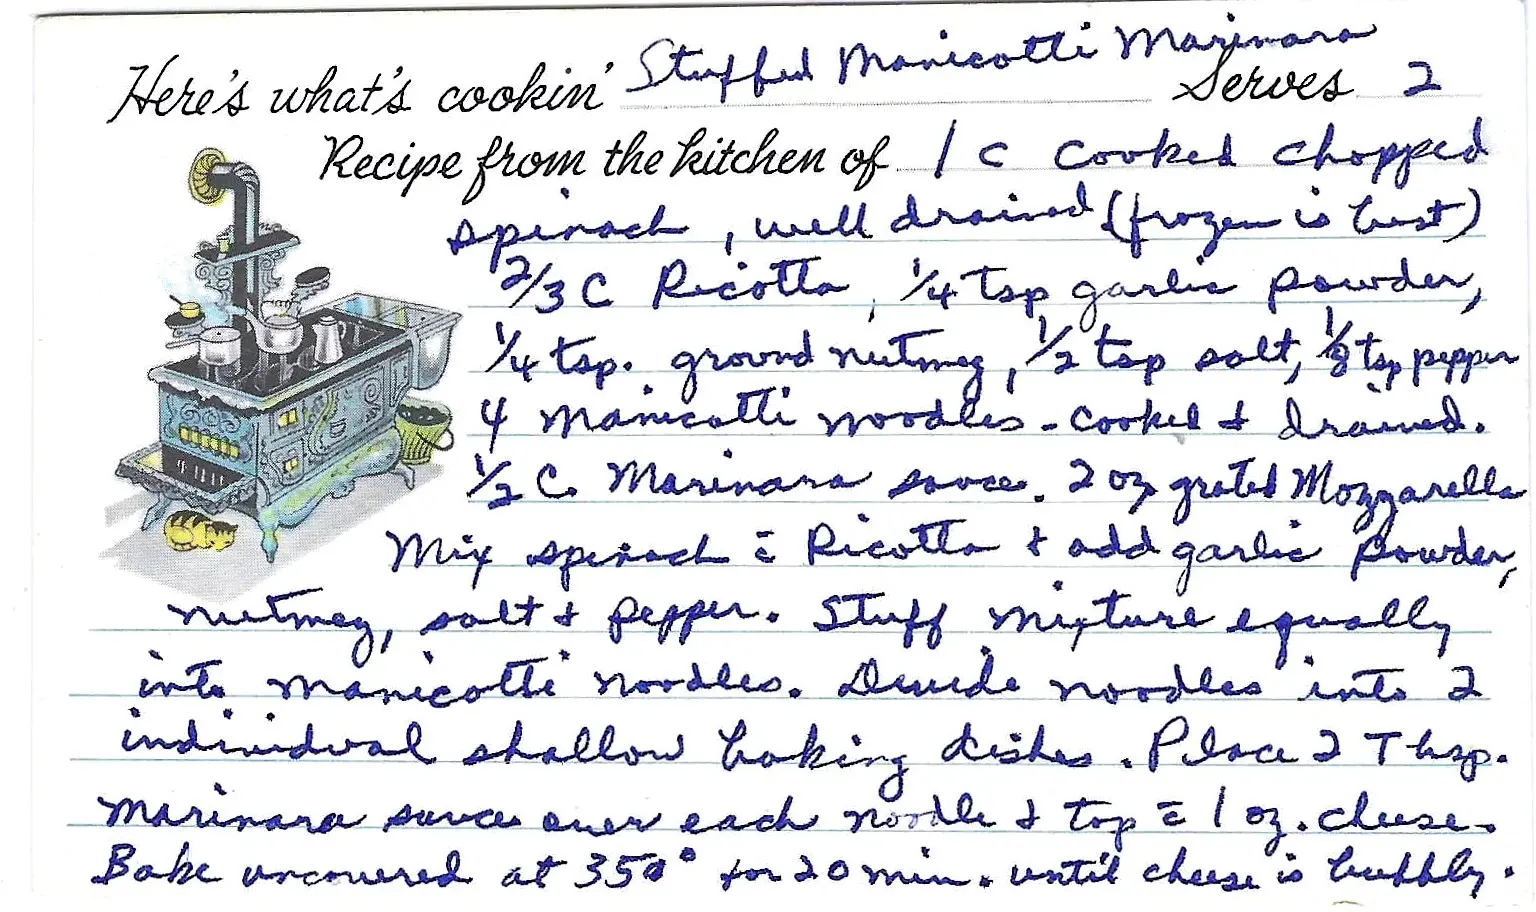 Here's what's cookin' Stuffed Manicotti Marinara Serves 2
Recipe from the kitchen of 1 c cooked chopped
spinach, well drained (frozen is best)
2/3 C Ricotta, 1/4 tsp garlic powder,
1/4 tsp. ground nutmeg, 1/2 tsp salt, 1/8 tsp pepper
4 Manicotti noodles - cooked & drained.
1/2 C. Marinara sauce. 2 oz grated Mozzarella
Mix spinach c̄ Ricotta & add garlic powder,
nutmeg, salt & pepper. Stuff mixture equally
into manicotti noodles. Divide noodles into 2
individual shallow baking dishes. Place 2 Tbsp.
Marinara sauce over each noodle & top c̄ 1 oz. cheese.
Bake uncovered at 350° for 20 min. until cheese is bubbly.